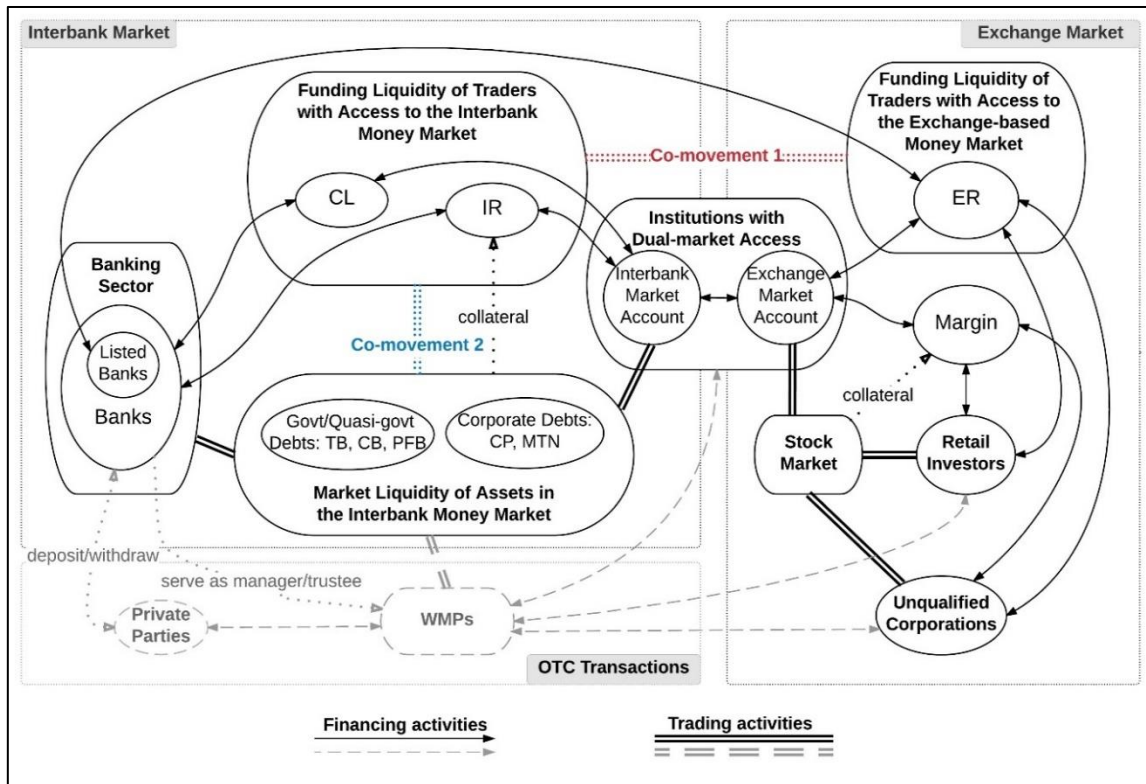 Interbank Market
Exchange Market
Funding Liquidity of Traders
with Access to the Interbank
Money Market
Funding Liquidity of
Traders with Access to
the Exchange-based
Money Market
Co-movement 1
CL
IR
ER
Institutions with
Dual-market Access
Banking
Sector
Interbank
Market
Account
Exchange
Market
Account
Margin
collateral
Co-movement 2
Listed
Banks
Banks
collateral
Govt/Quasi-govt
Debts: TB, CB, PFB
Corporate Debts:
CP, MTN
Stock
Market
Retail
Investors
Market Liquidity of Assets in
the Interbank Money Market
deposit/withdraw
serve as manager/trustee
Private
Parties
WMPs
Unqualified
Corporations
OTC Transactions
Financing activities
Trading activities